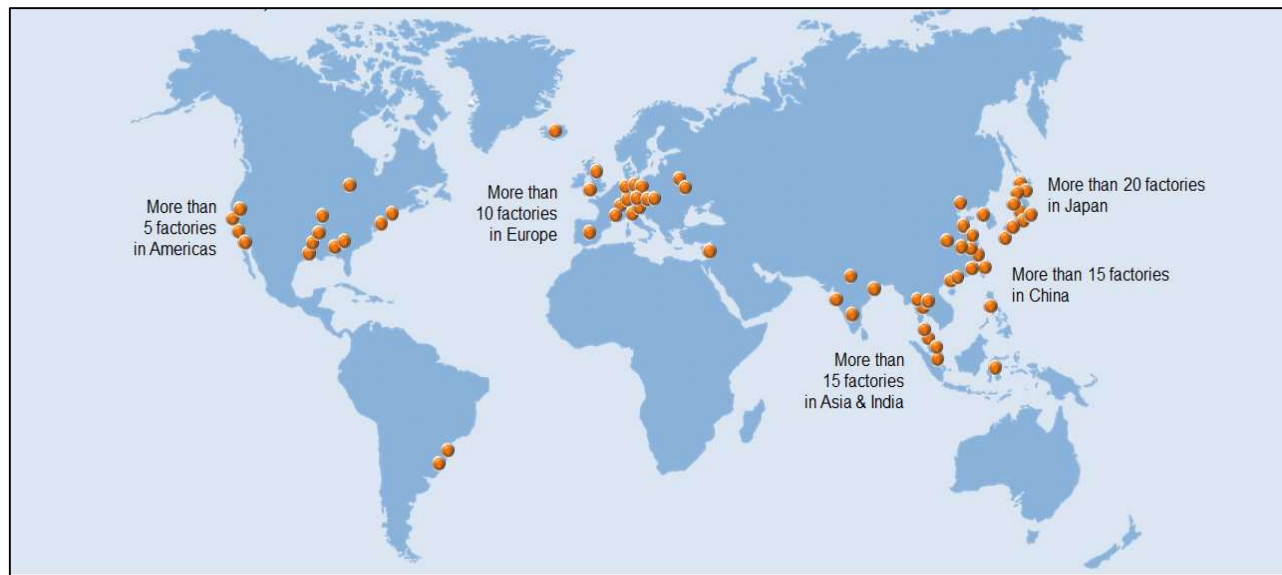 More than
5 factories
in Americas
More than
10 factories
in Europe
More than 20 factories
in Japan
More than 15 factories
in China
More than
15 factories
in Asia & India